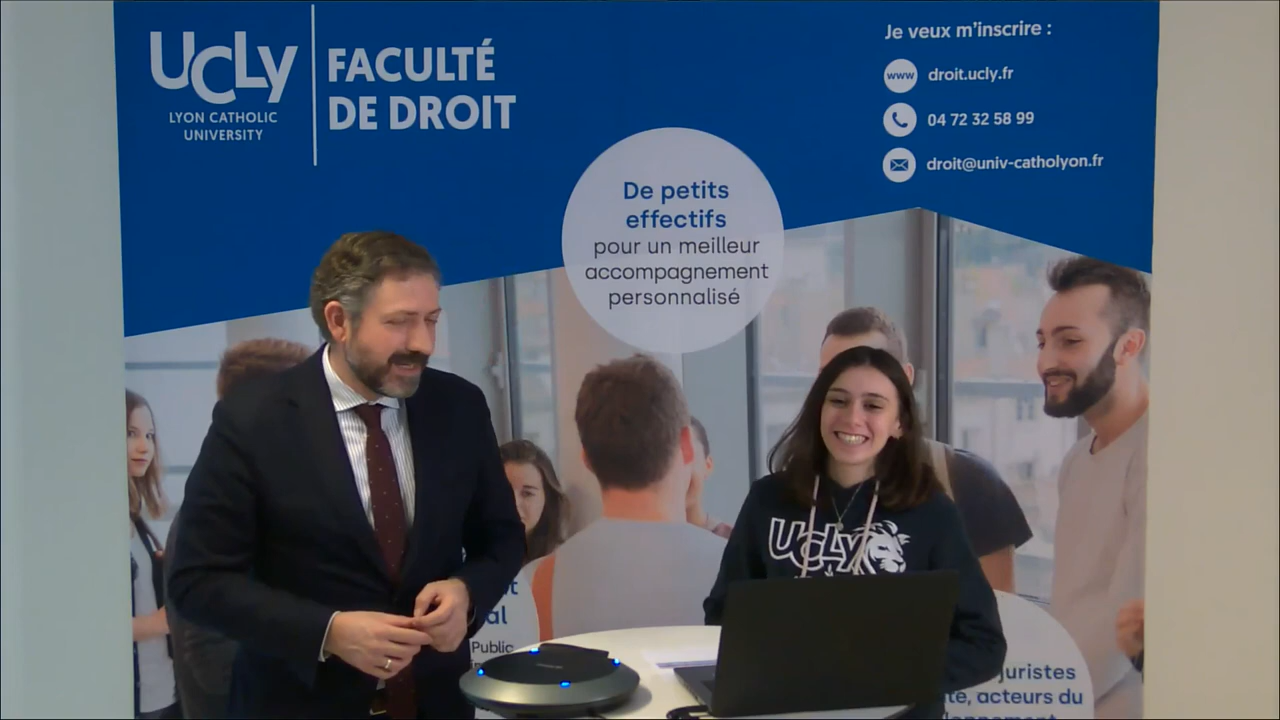 UCLy
LYON CATHOLIC
UNIVERSITY
FACULTÉ
DE DROIT
Je veux m'inscrire :
www droit.ucly.fr
04 72 32 58 99
droit@univ-catholyon.fr
De petits
effectifs
pour un meilleur
accompagnement
personnalisé
UCLy
Public
juristes
acteurs du